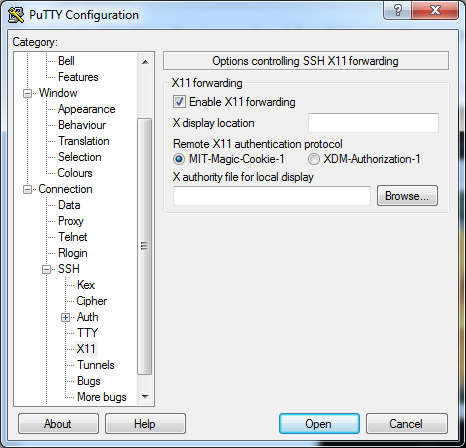 PuTTY Configuration
Category:
Bell
Features
Window
Appearance
Behaviour
Translation
Selection
Colours
Connection
Data
Proxy
Telnet
Rlogin
SSH
Kex
Cipher
Auth
TTY
X11
Tunnels
Bugs
More bugs
Options controlling SSH X11 forwarding
X11 forwarding
Enable X11 forwarding
X display location
Remote X11 authentication protocol
MIT-Magic-Cookie-1 XDM-Authorization-1
X authority file for local display
Browse...
About Help Open Cancel